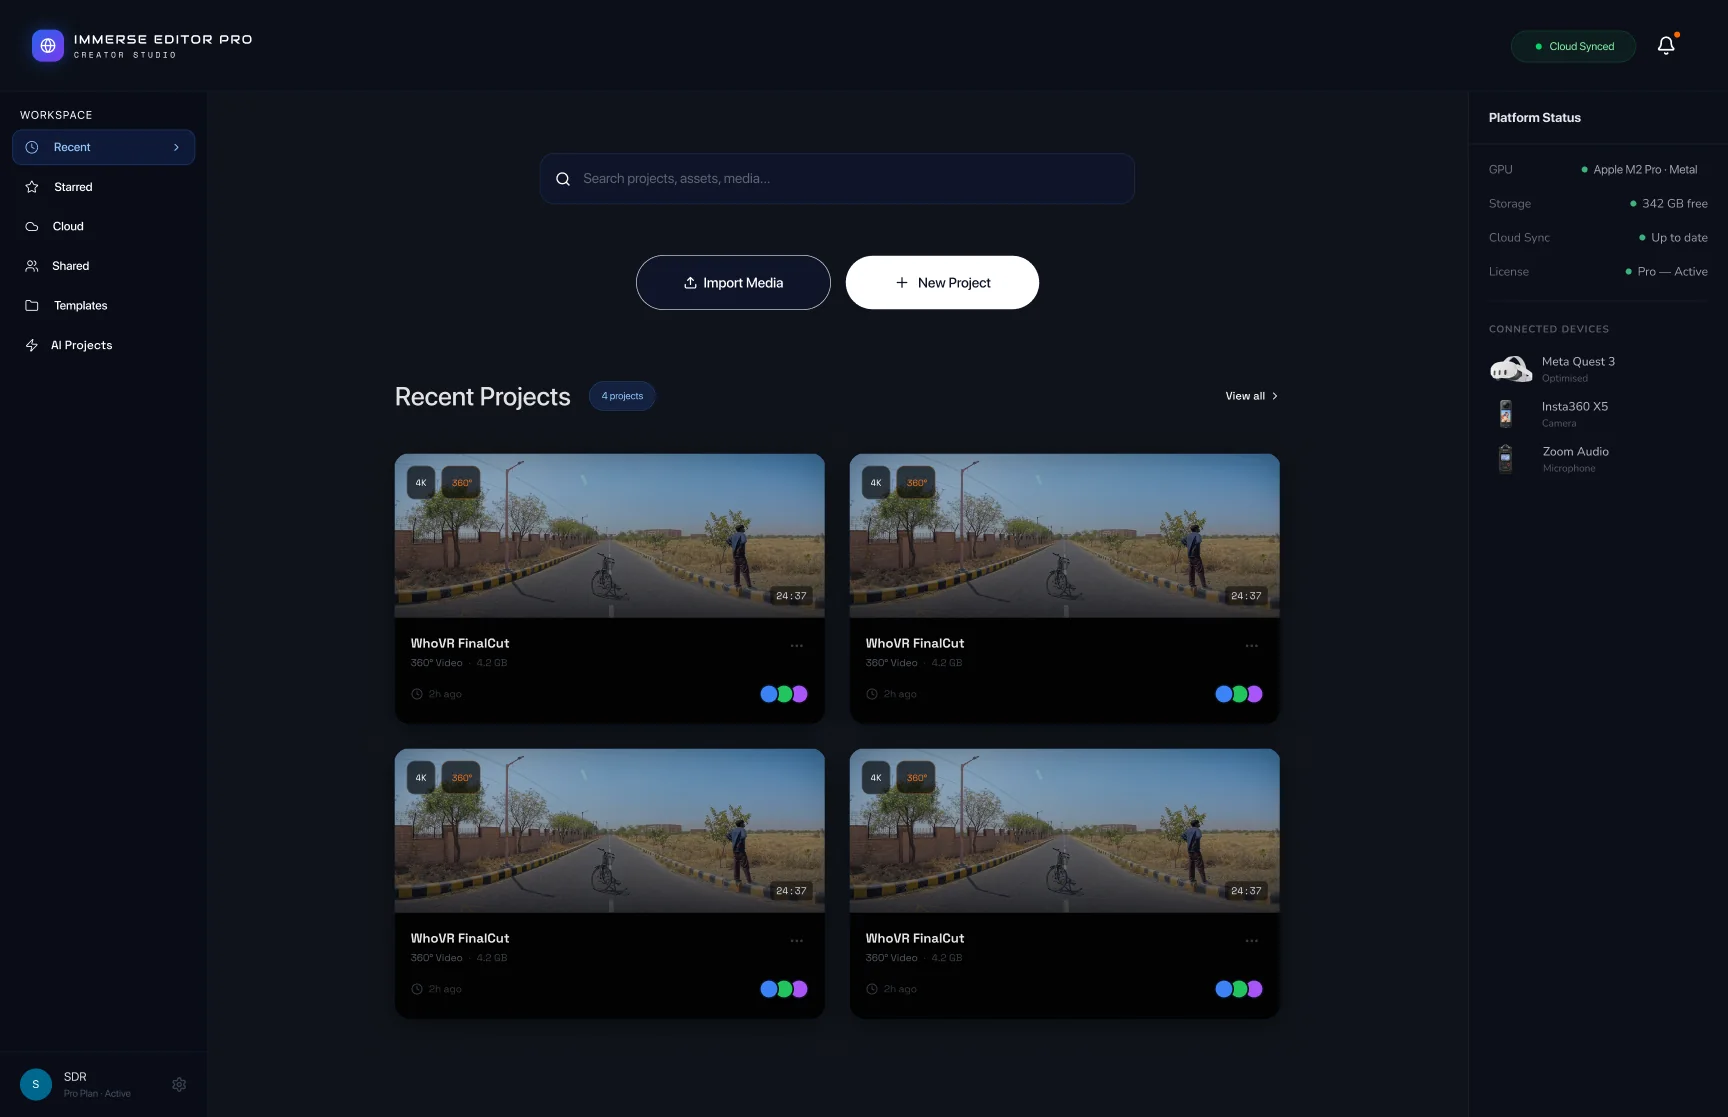 IMMERSE EDITOR PRO
CREATOR STUDIO
Cloud Synced
WORKSPACE
Recent
Starred
Cloud
Shared
Templates
AI Projects
SDR
S
Pro Plan · Active
Search projects, assets, media...
Import Media
New Project
Recent Projects
4 projects
View all
4K
360°
24:37
WhoVR FinalCut
360° Video · 4.2 GB
2h ago
4K
360°
24:37
WhoVR FinalCut
360° Video · 4.2 GB
2h ago
4K
360°
24:37
WhoVR FinalCut
360° Video · 4.2 GB
2h ago
4K
360°
24:37
WhoVR FinalCut
360° Video · 4.2 GB
2h ago
Platform Status
GPU
Apple M2 Pro · Metal
Storage
342 GB free
Cloud Sync
Up to date
License
Pro — Active
CONNECTED DEVICES
Meta Quest 3
Optimised
Insta360 X5
Camera
Zoom Audio
Microphone